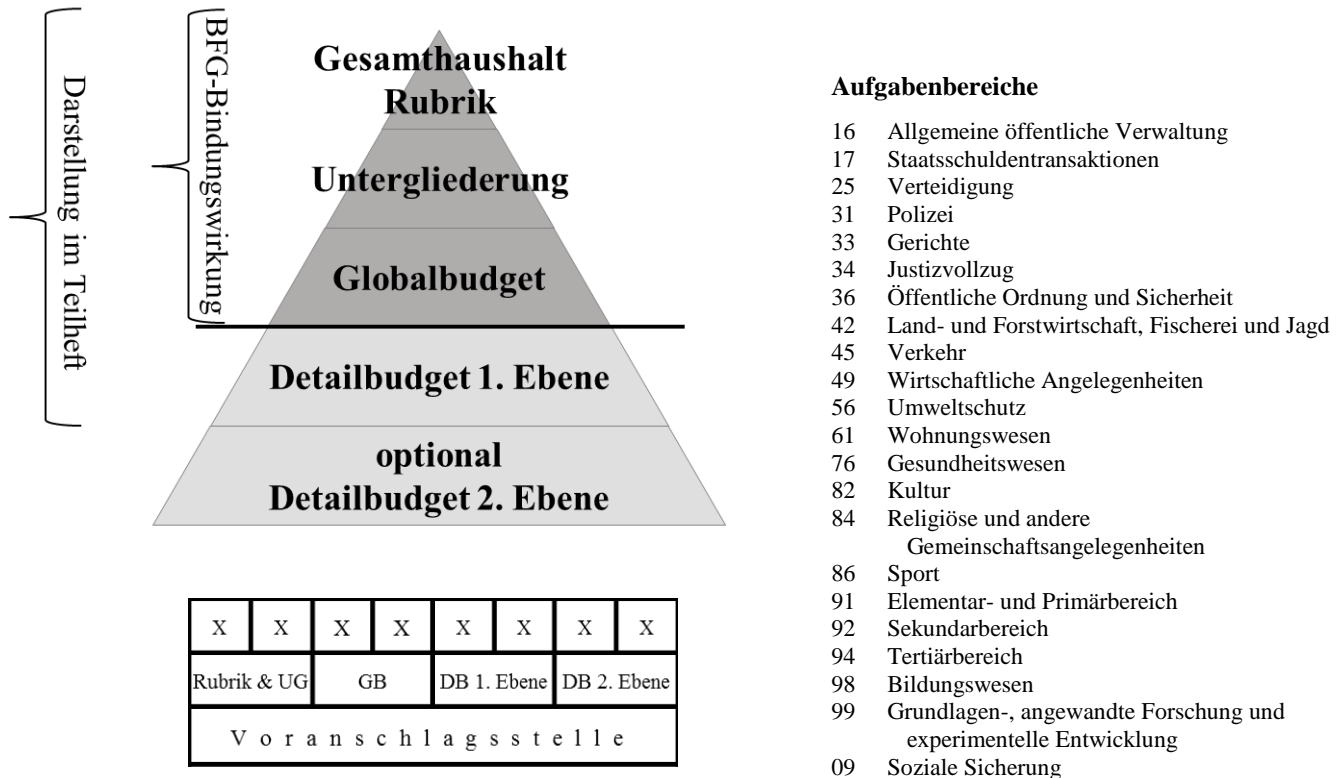 Darstellung im Teilheft
BFG-Bindungswirkung
Gesamthaushalt
Rubrik
Untergliederung
Globalbudget
Detailbudget 1. Ebene
optional
Detailbudget 2. Ebene
X X X X X X X X
Rubrik & UG GB DB 1. Ebene DB 2. Ebene
Voranschlagsstelle
Aufgabenbereiche
16 Allgemeine öffentliche Verwaltung
17 Staatsschuldentransaktionen
25 Verteidigung
31 Polizei
33 Gerichte
34 Justizvollzug
36 Öffentliche Ordnung und Sicherheit
42 Land- und Forstwirtschaft, Fischerei und Jagd
45 Verkehr
49 Wirtschaftliche Angelegenheiten
56 Umweltschutz
61 Wohnungswesen
76 Gesundheitswesen
82 Kultur
84 Religiöse und andere
Gemeinschaftsangelegenheiten
86 Sport
91 Elementar- und Primärbereich
92 Sekundarbereich
94 Tertiärbereich
98 Bildungswesen
99 Grundlagen-, angewandte Forschung und
experimentelle Entwicklung
09 Soziale Sicherung